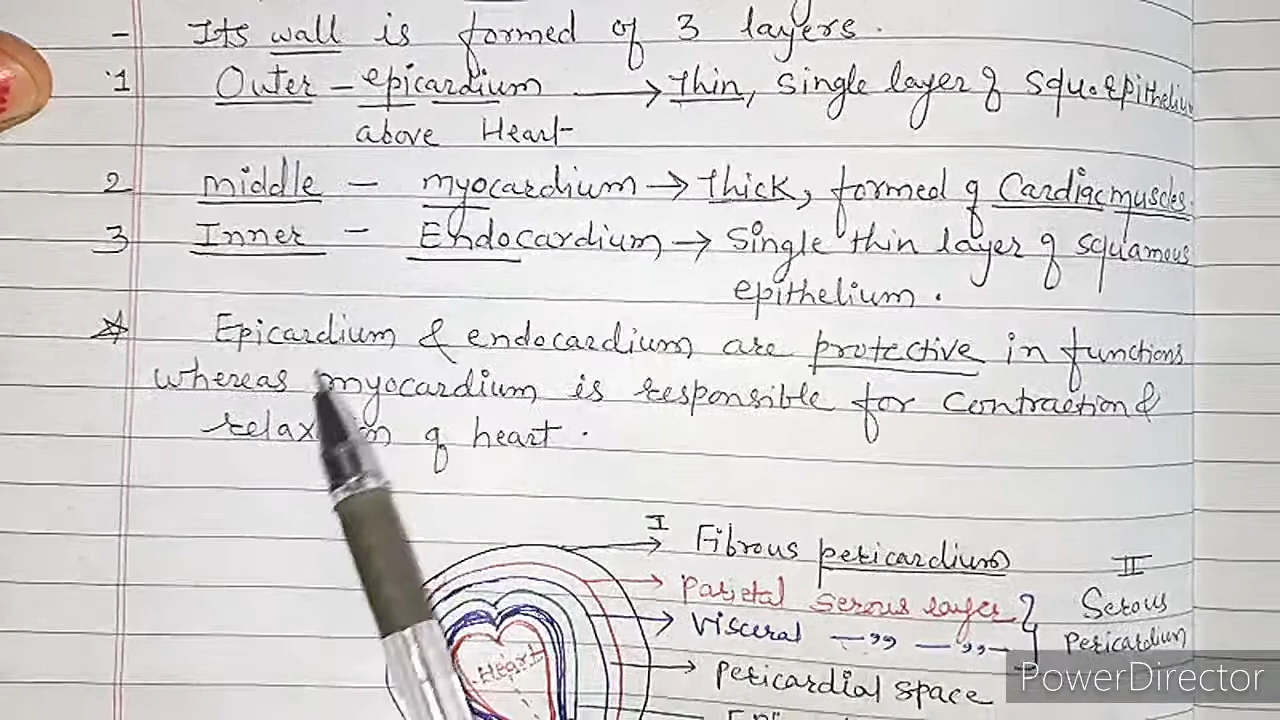 - Its wall is formed of 3 layers.
1 Outer - epicardium → thin, single layer of squ. epithelium
above Heart
2 middle - myocardium → thick, formed of Cardiac muscles.
3 Inner - Endocardium → single thin layer of squamous
epithelium.
☆ Epicardium & endocardium are protective in functions
whereas myocardium is responsible for contraction &
relaxation of heart.
I Fibrous pericardium
II
Parietal serous layer
Serous
visceral —,,— —,,—
Pericardium
Heart
pericardial space
PowerDirector